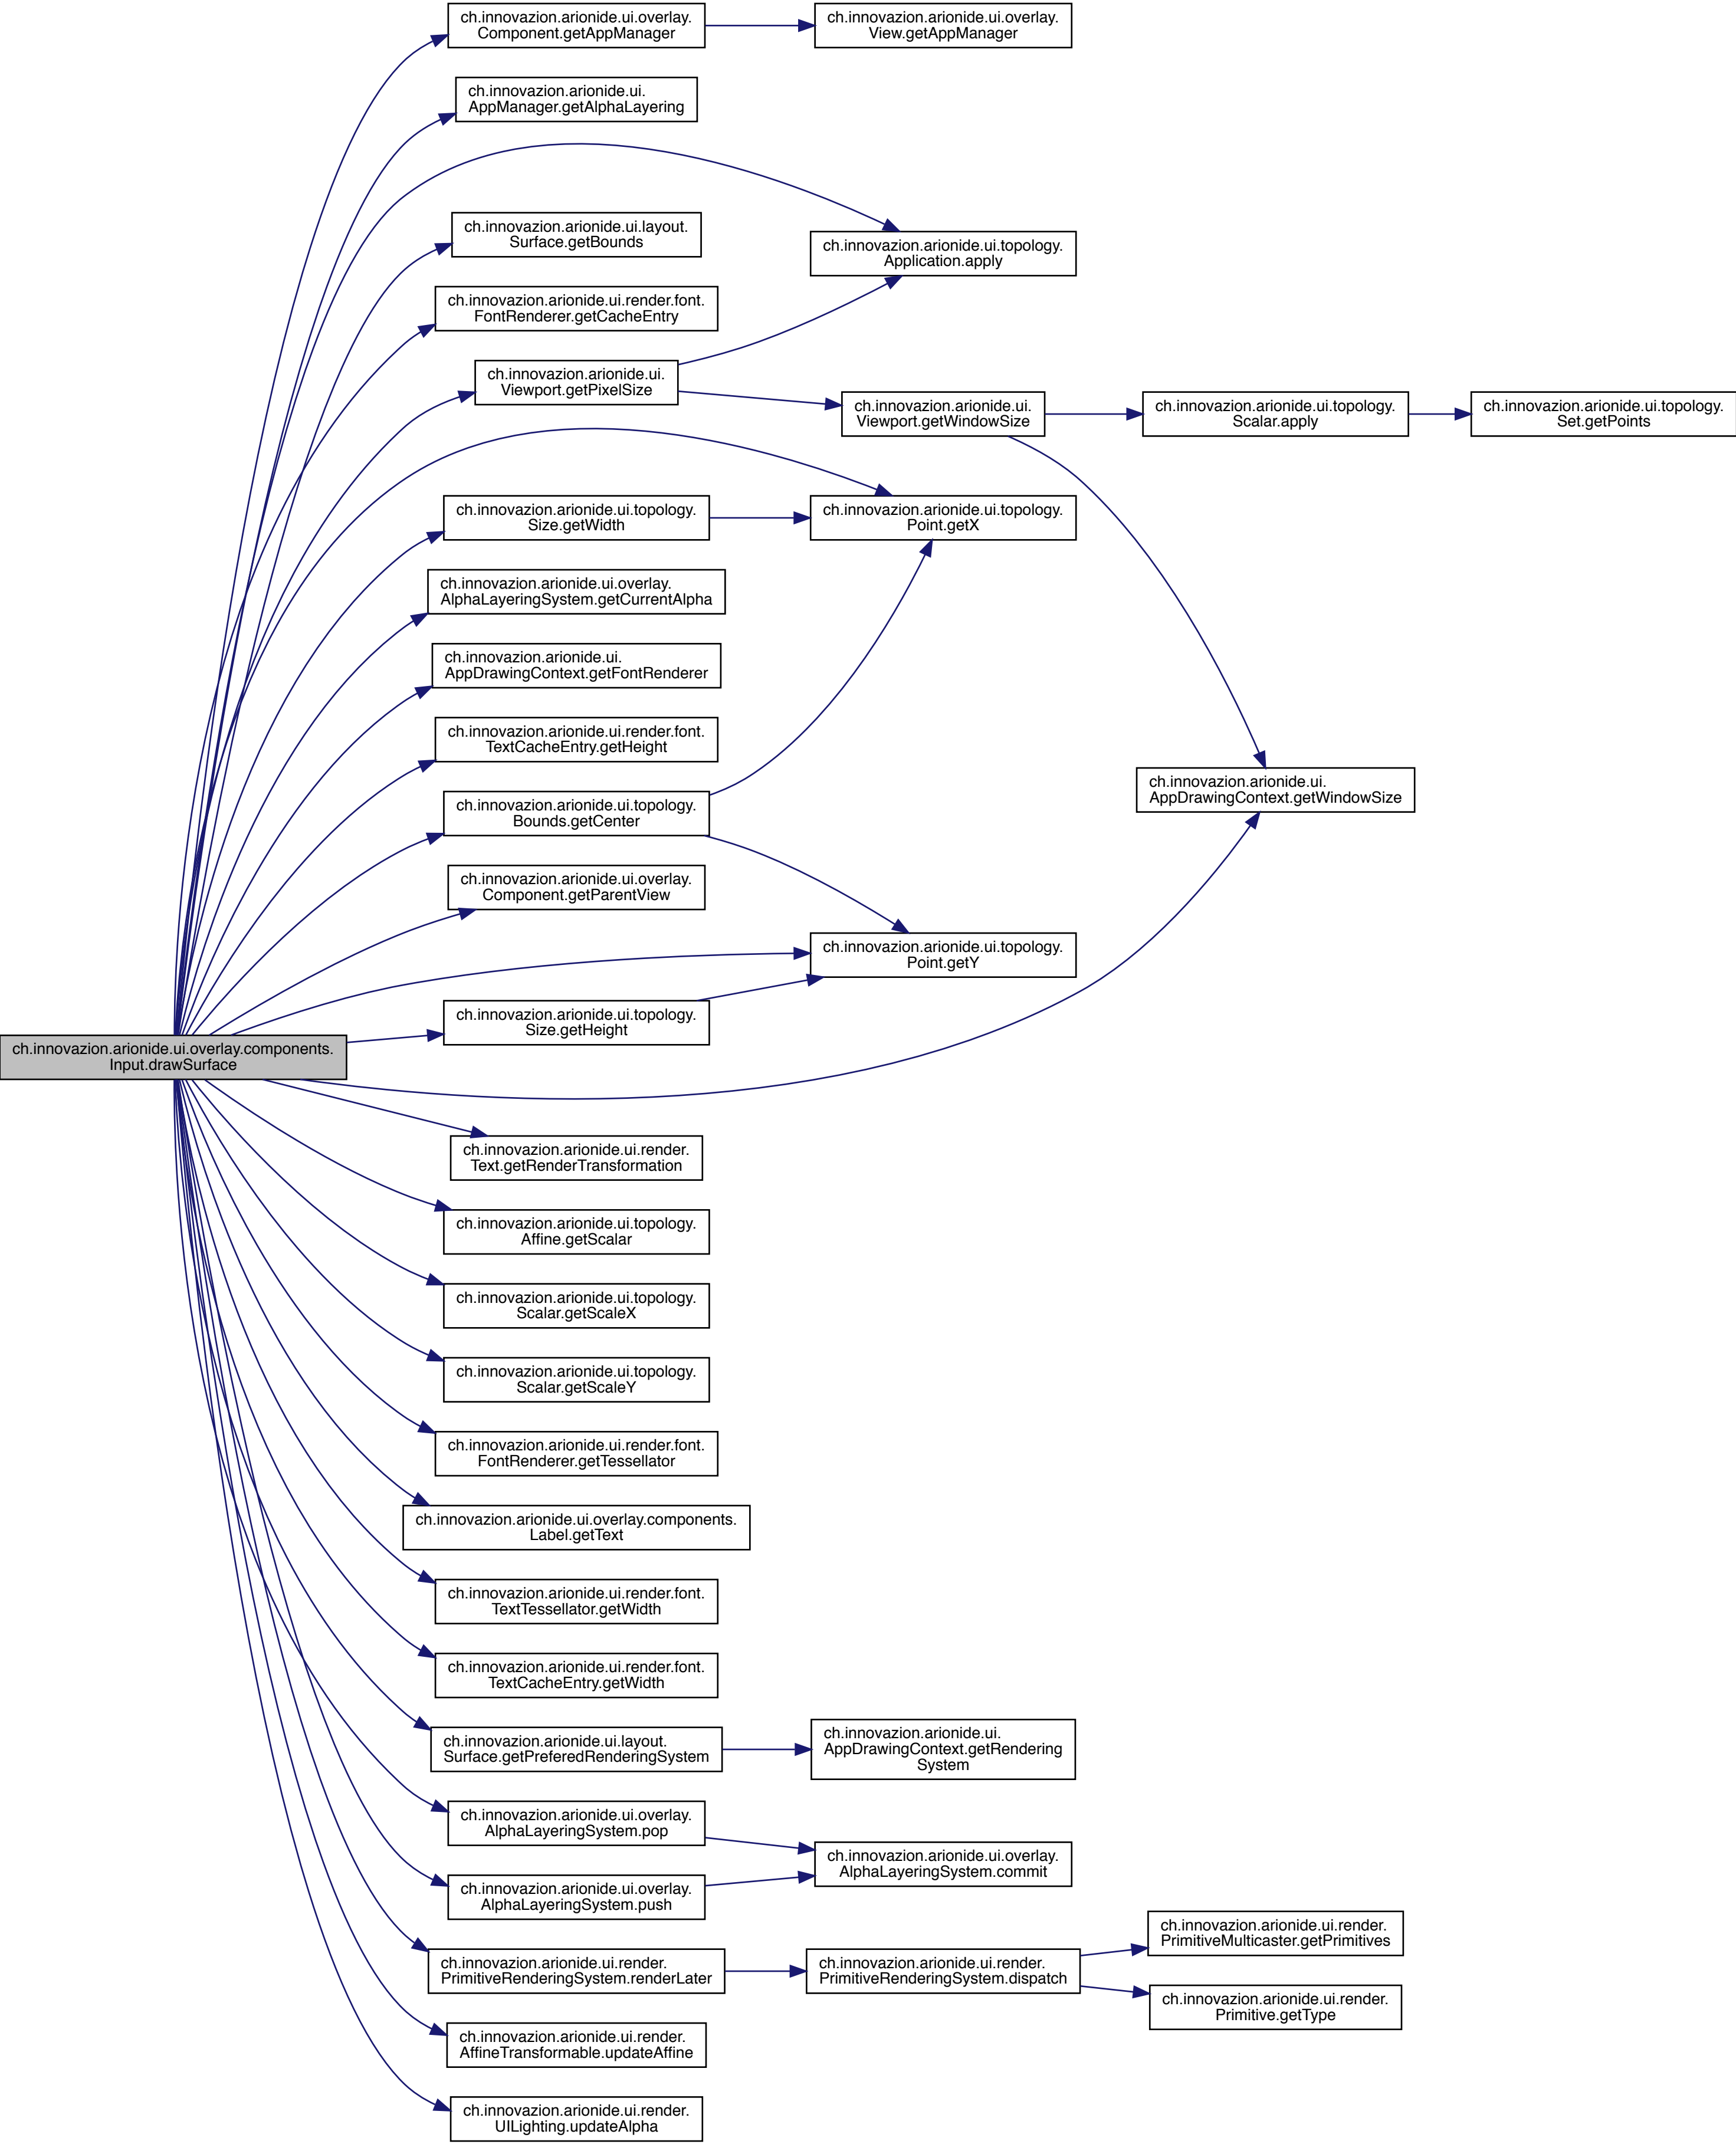 ch.innovazion.arionide.ui.overlay.
Component.getAppManager
ch.innovazion.arionide.ui.overlay.
View.getAppManager
ch.innovazion.arionide.ui.
AppManager.getAlphaLayering
ch.innovazion.arionide.ui.layout.
Surface.getBounds
ch.innovazion.arionide.ui.topology.
Application.apply
ch.innovazion.arionide.ui.render.font.
FontRenderer.getCacheEntry
ch.innovazion.arionide.ui.
Viewport.getPixelSize
ch.innovazion.arionide.ui.
Viewport.getWindowSize
ch.innovazion.arionide.ui.topology.
Scalar.apply
ch.innovazion.arionide.ui.topology.
Set.getPoints
ch.innovazion.arionide.ui.topology.
Size.getWidth
ch.innovazion.arionide.ui.topology.
Point.getX
ch.innovazion.arionide.ui.overlay.
AlphaLayeringSystem.getCurrentAlpha
ch.innovazion.arionide.ui.
AppDrawingContext.getFontRenderer
ch.innovazion.arionide.ui.render.font.
TextCacheEntry.getHeight
ch.innovazion.arionide.ui.
AppDrawingContext.getWindowSize
ch.innovazion.arionide.ui.topology.
Bounds.getCenter
ch.innovazion.arionide.ui.overlay.
Component.getParentView
ch.innovazion.arionide.ui.topology.
Point.getY
ch.innovazion.arionide.ui.topology.
Size.getHeight
ch.innovazion.arionide.ui.overlay.components.
Input.drawSurface
ch.innovazion.arionide.ui.render.
Text.getRenderTransformation
ch.innovazion.arionide.ui.topology.
Affine.getScalar
ch.innovazion.arionide.ui.topology.
Scalar.getScaleX
ch.innovazion.arionide.ui.topology.
Scalar.getScaleY
ch.innovazion.arionide.ui.render.font.
FontRenderer.getTessellator
ch.innovazion.arionide.ui.overlay.components.
Label.getText
ch.innovazion.arionide.ui.render.font.
TextTessellator.getWidth
ch.innovazion.arionide.ui.render.font.
TextCacheEntry.getWidth
ch.innovazion.arionide.ui.layout.
Surface.getPreferedRenderingSystem
ch.innovazion.arionide.ui.
AppDrawingContext.getRendering
System
ch.innovazion.arionide.ui.overlay.
AlphaLayeringSystem.pop
ch.innovazion.arionide.ui.overlay.
AlphaLayeringSystem.commit
ch.innovazion.arionide.ui.overlay.
AlphaLayeringSystem.push
ch.innovazion.arionide.ui.render.
PrimitiveRenderingSystem.renderLater
ch.innovazion.arionide.ui.render.
PrimitiveRenderingSystem.dispatch
ch.innovazion.arionide.ui.render.
PrimitiveMulticaster.getPrimitives
ch.innovazion.arionide.ui.render.
Primitive.getType
ch.innovazion.arionide.ui.render.
AffineTransformable.updateAffine
ch.innovazion.arionide.ui.render.
UILighting.updateAlpha